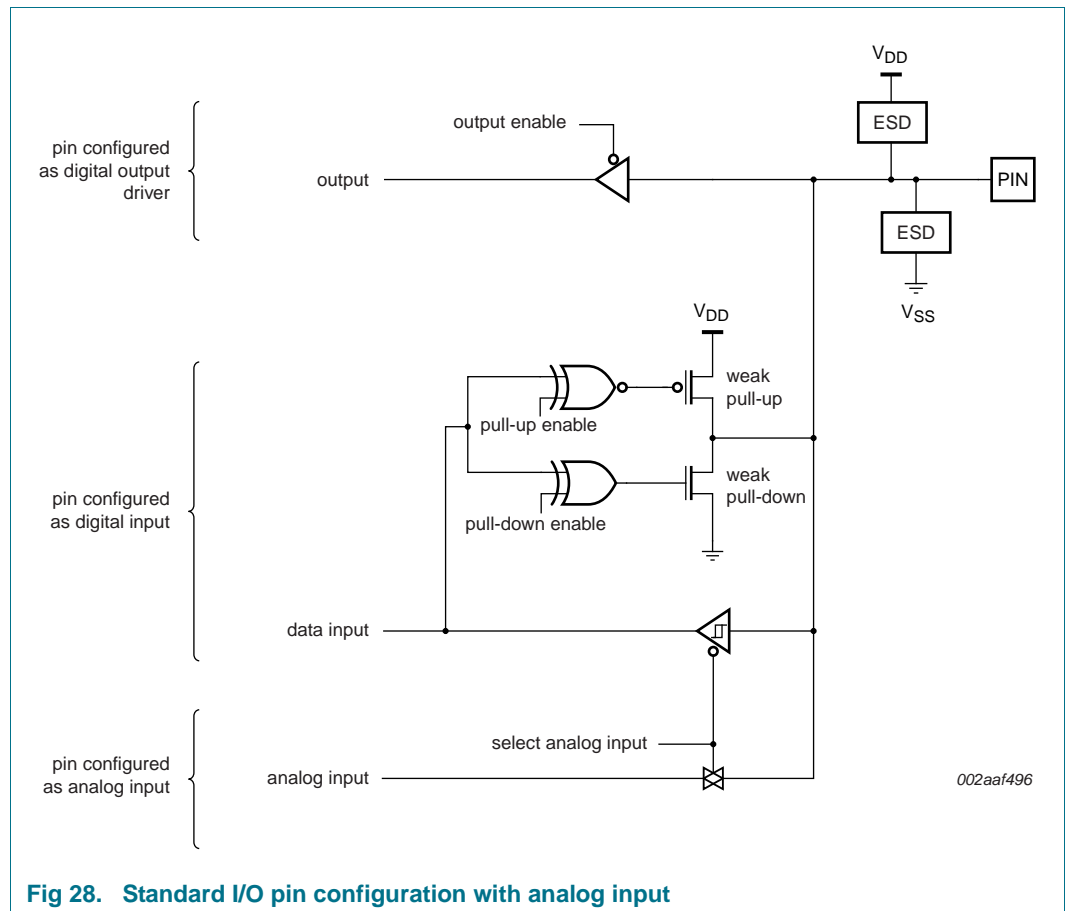 VDD
ESD
PIN
ESD
VSS
output enable
output
pin configured
as digital output
driver
VDD
weak
pull-up
pull-up enable
weak
pull-down
pull-down enable
pin configured
as digital input
data input
select analog input
analog input
pin configured
as analog input
002aaf496
Fig 28. Standard I/O pin configuration with analog input